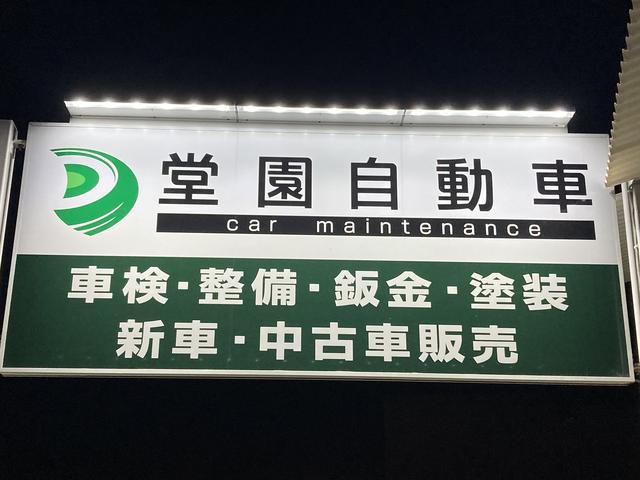 堂園自動車
car maintenance
車検・整備・鈑金・塗装
新車・中古車販売